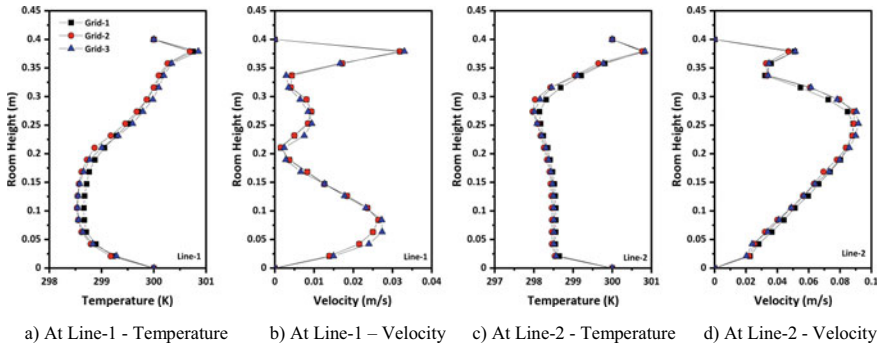 Grid-1
Grid-2
Grid-3
Room Height (m)
0.45
0.4
0.35
0.3
0.25
0.2
0.15
0.1
0.05
0
298 299 300 301
Temperature (K)
Line-1
Room Height (m)
0.45
0.4
0.35
0.3
0.25
0.2
0.15
0.1
0.05
0
0 0.01 0.02 0.03 0.04
Velocity (m/s)
Line-1
Room Height (m)
0.45
0.4
0.35
0.3
0.25
0.2
0.15
0.1
0.05
0
297 298 299 300 301
Temperature (K)
Line-2
Room Height (m)
0.45
0.4
0.35
0.3
0.25
0.2
0.15
0.1
0.05
0
0 0.02 0.04 0.06 0.08 0.1
Velocity (m/s)
Line-2
a) At Line-1 - Temperature b) At Line-1 – Velocity c) At Line-2 - Temperature d) At Line-2 - Velocity